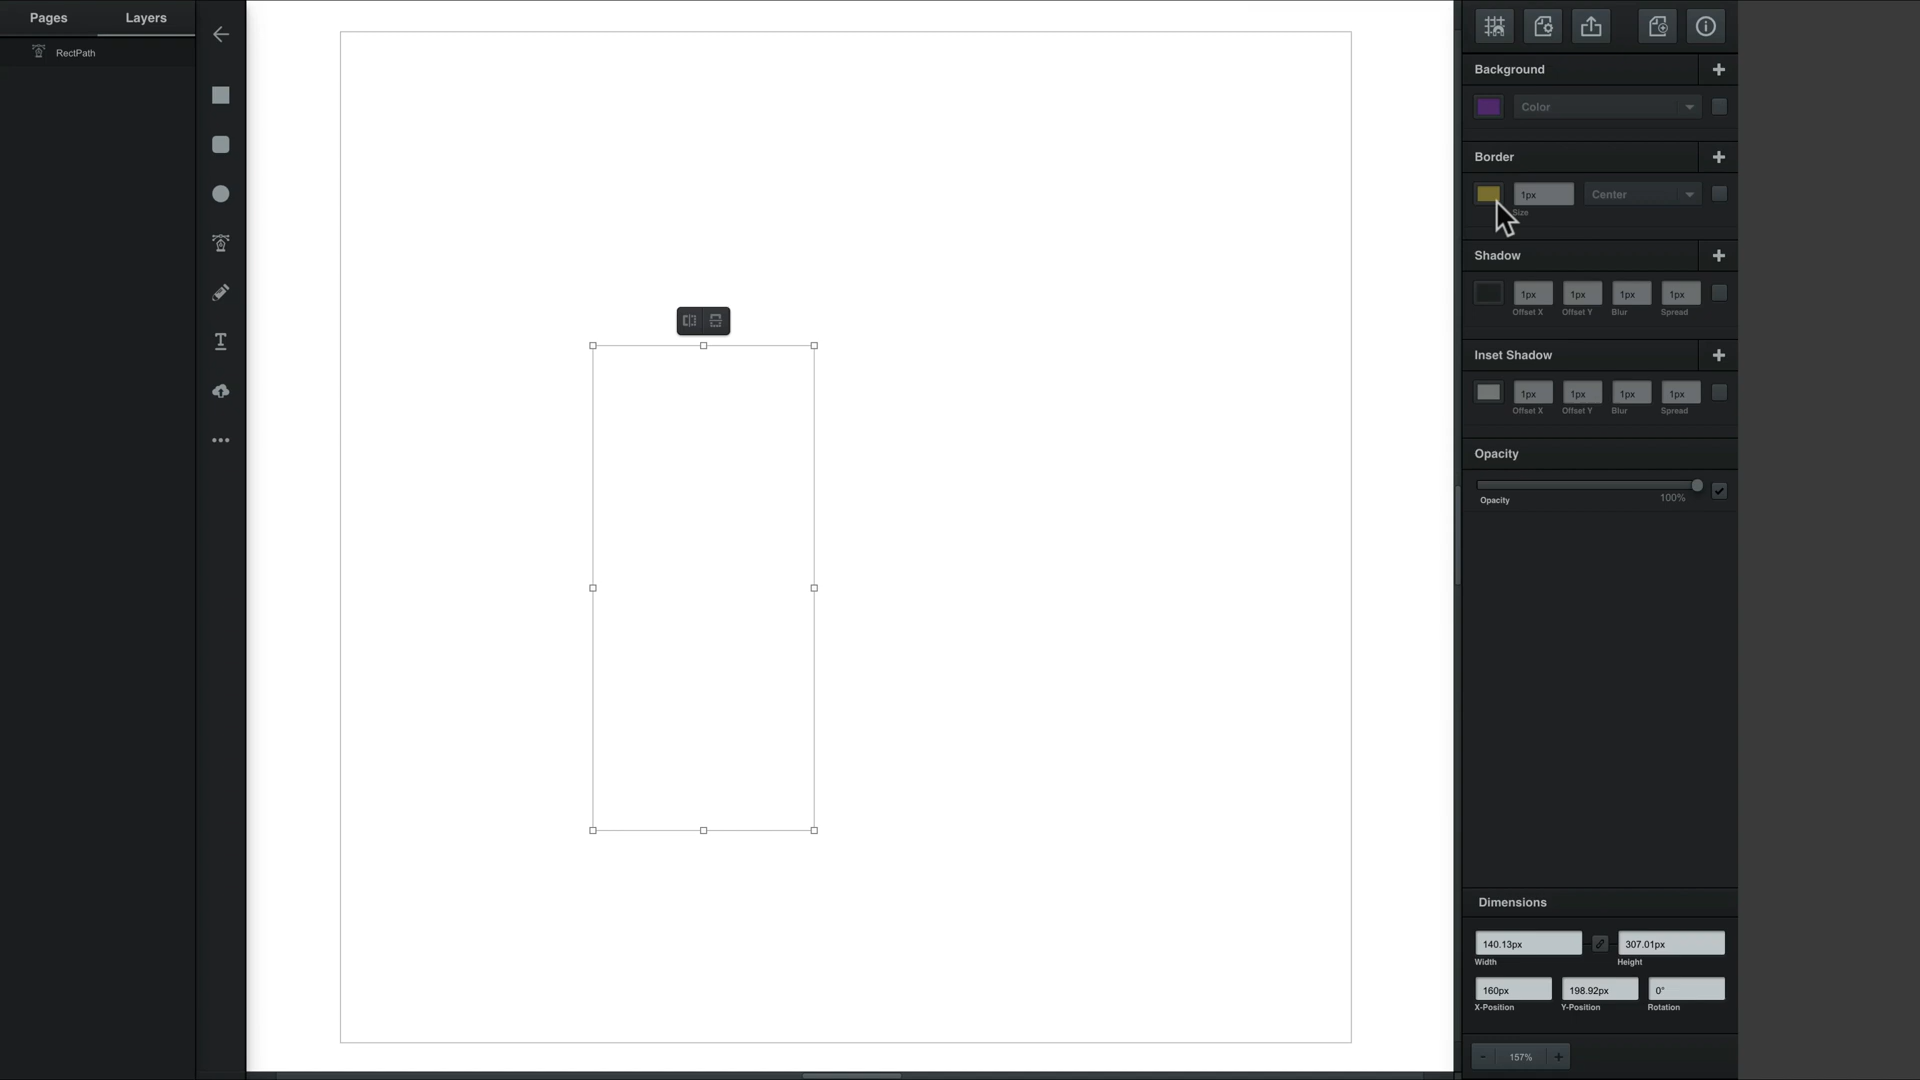 Pages Layers
RectPath
Background
Color
Border
1px Center
Size
Shadow
1px 1px 1px 1px
Offset X Offset Y Blur Spread
Inset Shadow
1px 1px 1px 1px
Offset X Offset Y Blur Spread
Opacity
100%
Opacity
Dimensions
140.13px 307.01px
Width Height
160px 198.92px 0°
X-Position Y-Position Rotation
- 157% +